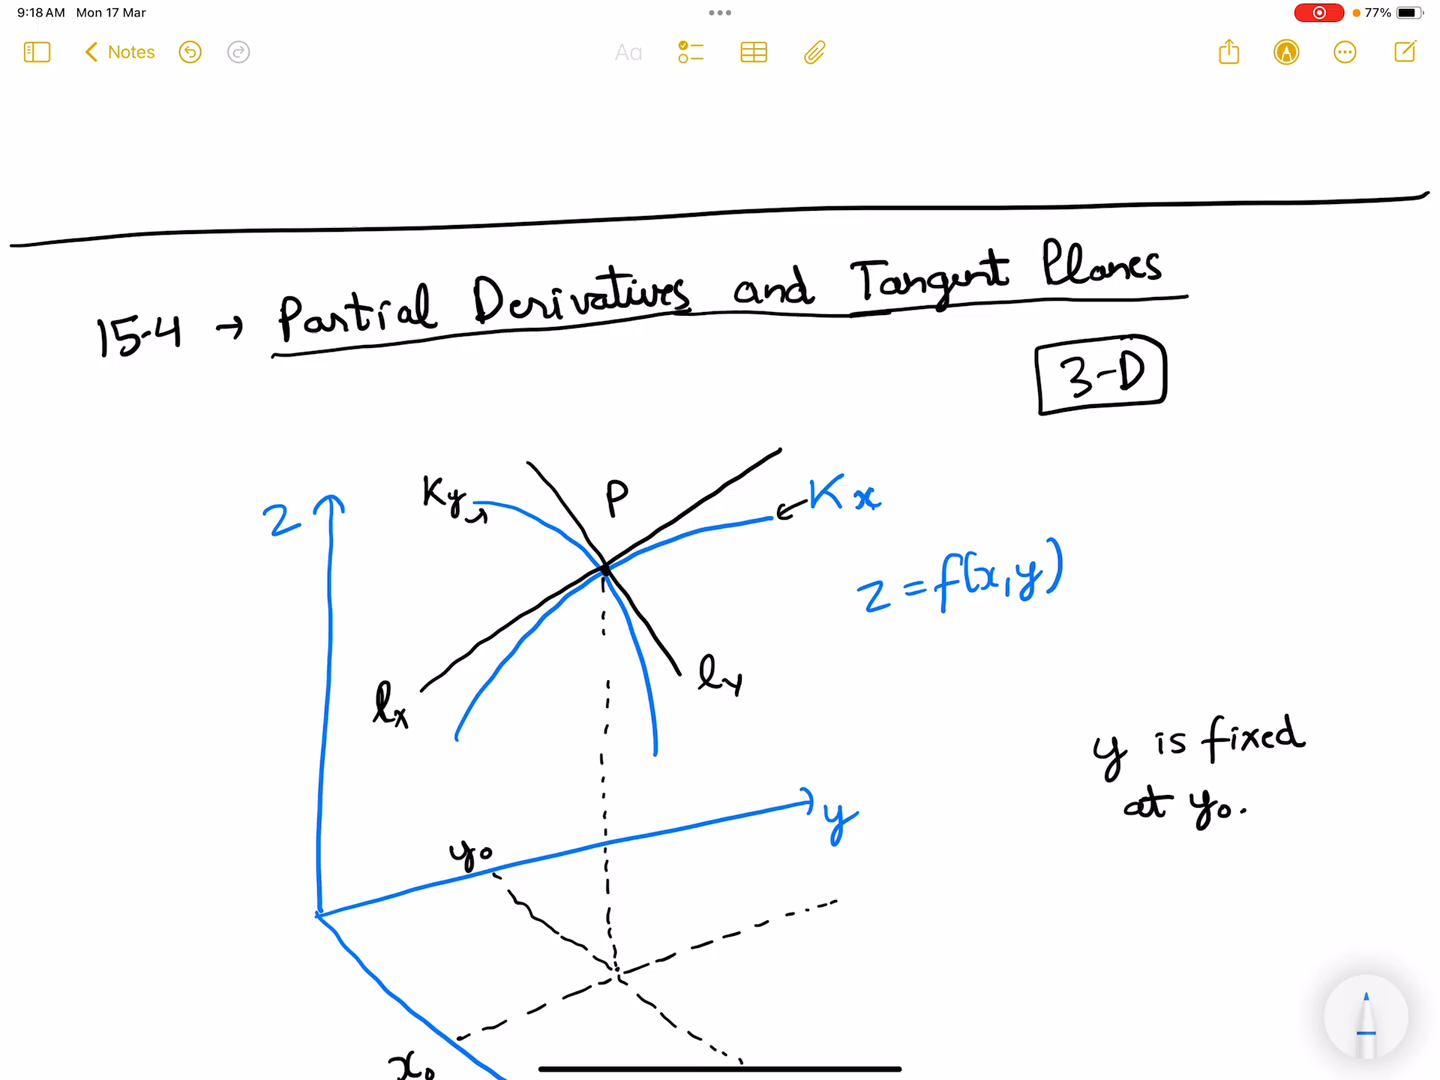 9:18 AM Mon 17 Mar
77%
Notes
Aa
15.4 → Partial Derivatives and Tangent Planes
3-D
Ky
P
Kx
z
z = f(x,y)
lx
ly
y is fixed
at y₀.
y
y₀
x₀